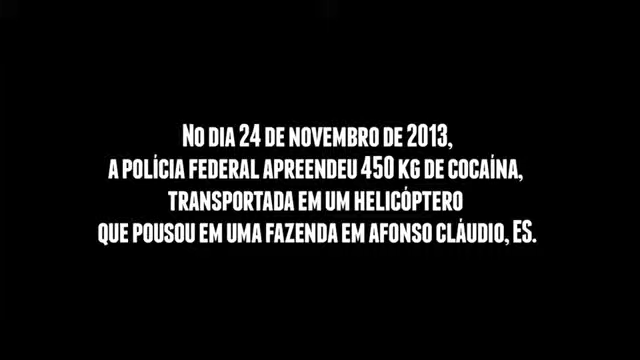 No dia 24 de novembro de 2013,
a polícia federal apreendeu 450 kg de cocaína,
transportada em um helicóptero
que pousou em uma fazenda em Afonso Cláudio, ES.